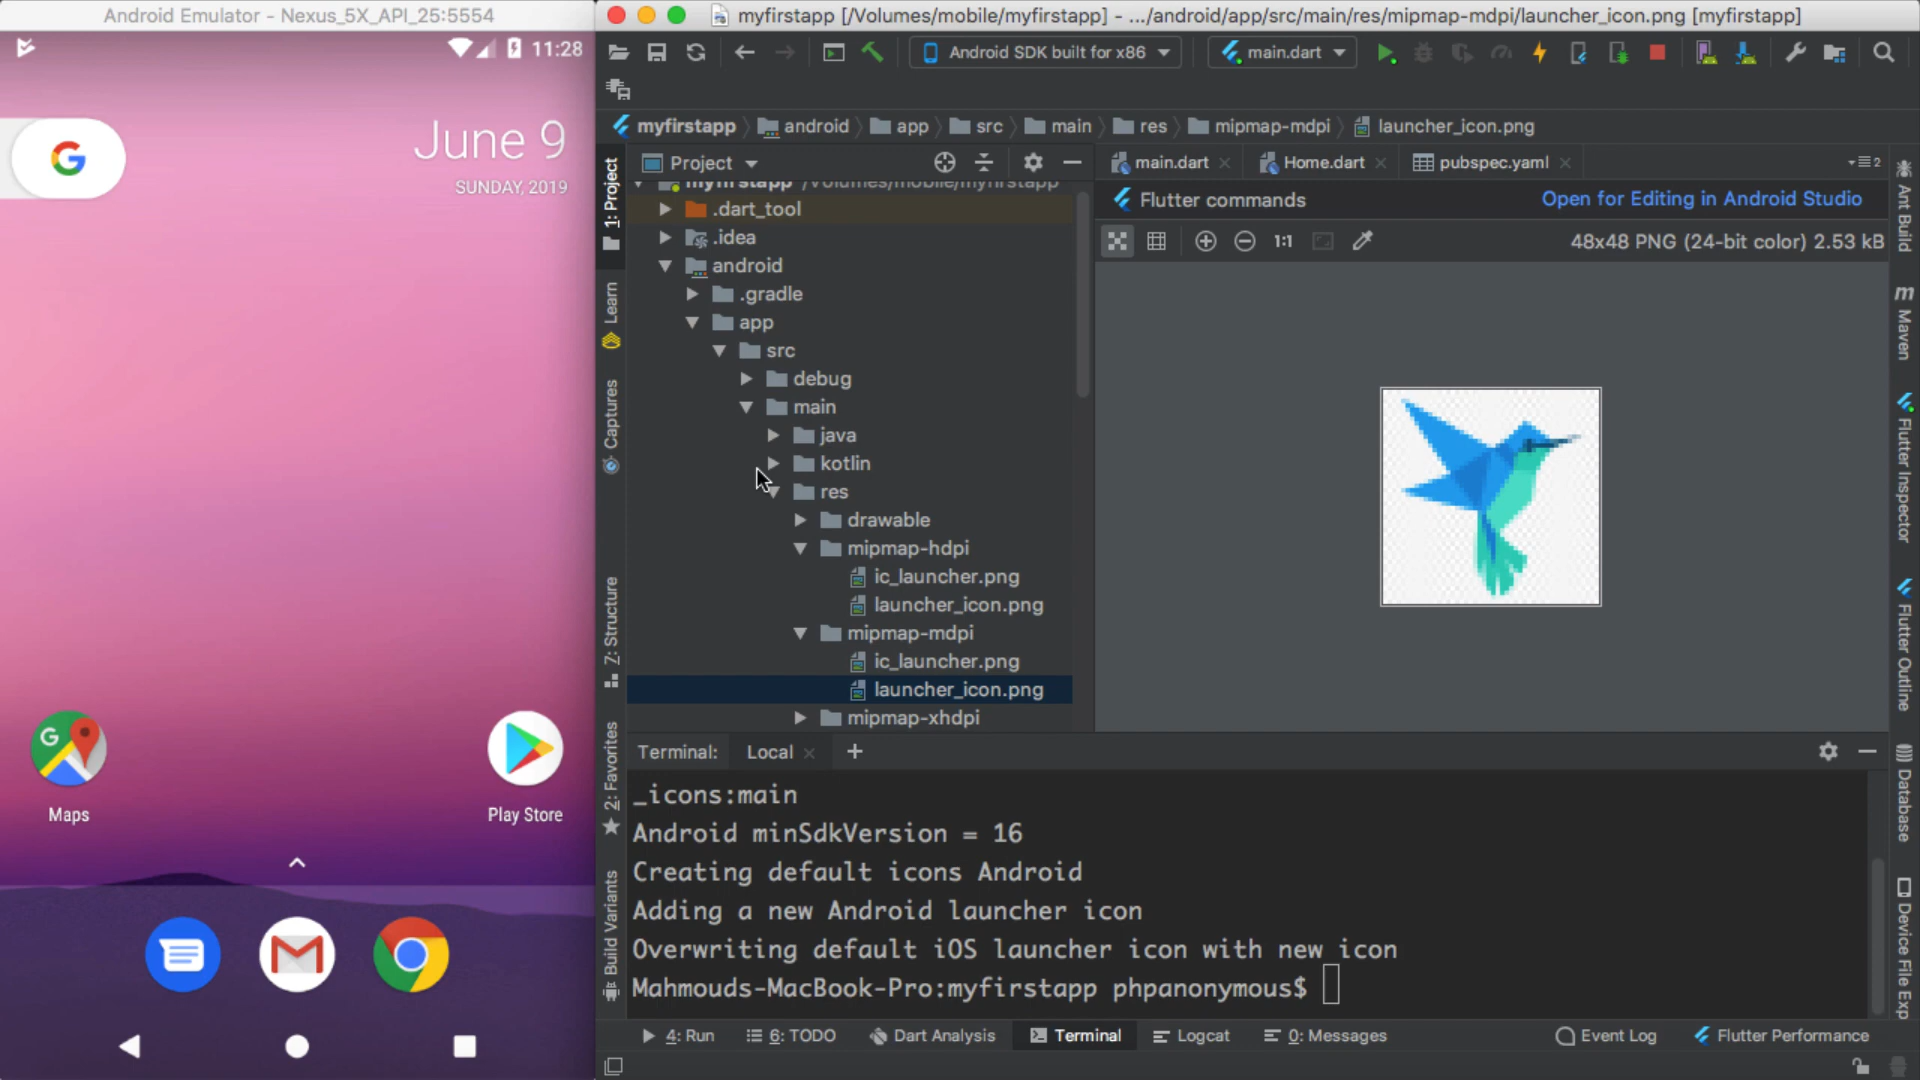 Android Emulator - Nexus_5X_API_25:5554
11:28
June 9
SUNDAY, 2019
Maps
Play Store
myfirstapp [/Volumes/mobile/myfirstapp] - .../android/app/src/main/res/mipmap-mdpi/launcher_icon.png [myfirstapp]
Android SDK built for x86
main.dart
myfirstapp
android
app
src
main
res
mipmap-mdpi
launcher_icon.png
Project
main.dart
Home.dart
pubspec.yaml
2
Flutter commands
Open for Editing in Android Studio
1:1
48x48 PNG (24-bit color) 2.53 kB
myfirstapp /Volumes/mobile/myfirstapp
.dart_tool
.idea
android
.gradle
app
src
debug
main
java
kotlin
res
drawable
mipmap-hdpi
ic_launcher.png
launcher_icon.png
mipmap-mdpi
ic_launcher.png
launcher_icon.png
mipmap-xhdpi
1: Project
Learn
Captures
Z: Structure
2: Favorites
Build Variants
Ant Build
m Maven
Flutter Inspector
Flutter Outline
Database
Device File Exp
Terminal:
Local
_icons:main
Android minSdkVersion = 16
Creating default icons Android
Adding a new Android launcher icon
Overwriting default iOS launcher icon with new icon
Mahmouds-MacBook-Pro:myfirstapp phpanonymous$
4: Run
6: TODO
Dart Analysis
Terminal
Logcat
0: Messages
Event Log
Flutter Performance